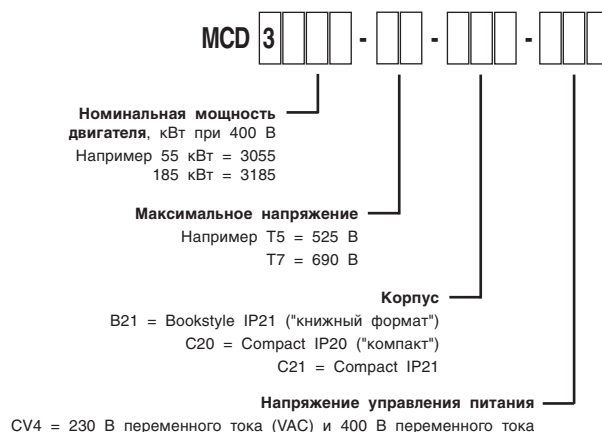 MCD 3 - - -
Номинальная мощность
двигателя, кВт при 400 В
Например 55 кВт = 3055
185 кВт = 3185
Максимальное напряжение
Например T5 = 525 В
T7 = 690 В
Корпус
B21 = Bookstyle IP21 ("книжный формат")
C20 = Compact IP20 ("компакт")
C21 = Compact IP21
Напряжение управления питания
CV4 = 230 В переменного тока (VAC) и 400 В переменного тока